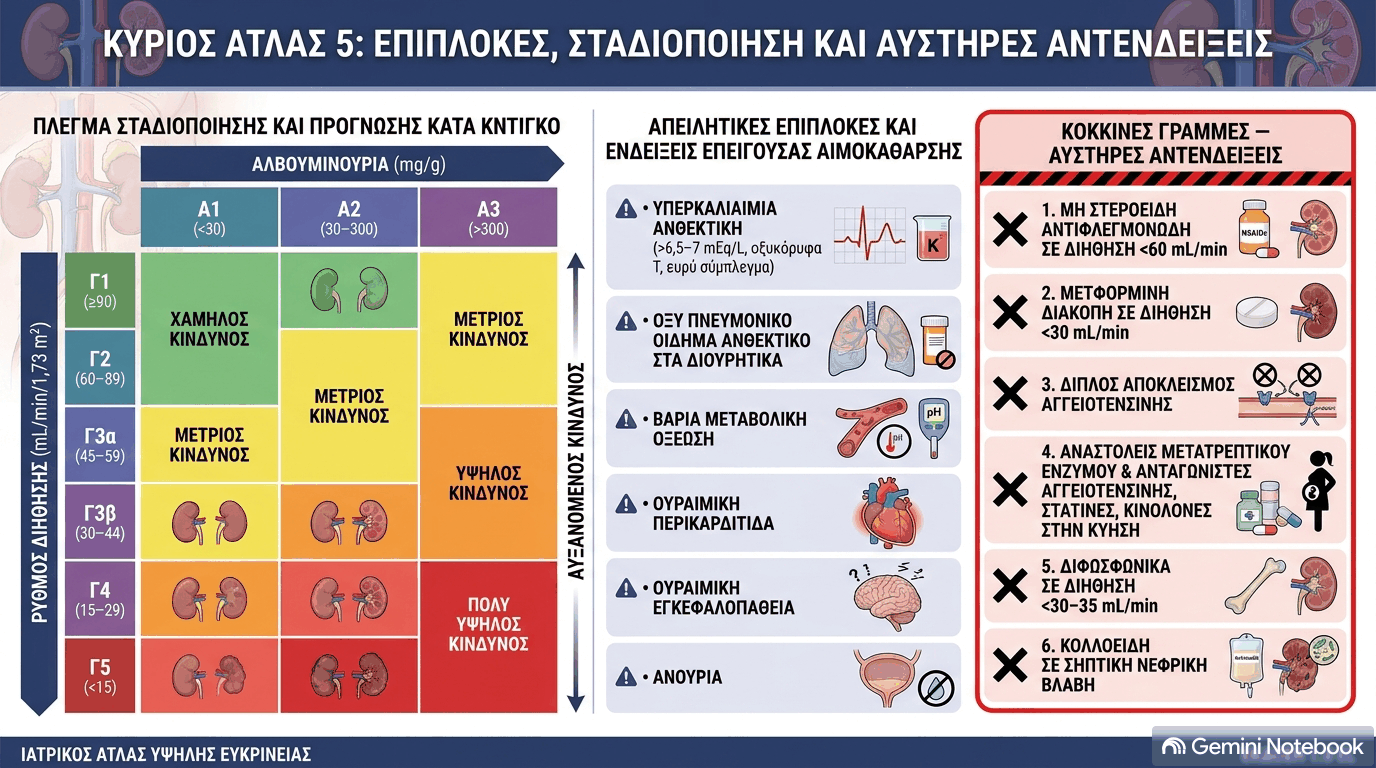 ΚΥΡΙΟΣ ΑΤΛΑΣ 5: ΕΠΙΠΛΟΚΕΣ, ΣΤΑΔΙΟΠΟΙΗΣΗ ΚΑΙ ΑΥΣΤΗΡΕΣ ΑΝΤΕΝΔΕΙΞΕΙΣ
ΠΛΕΓΜΑ ΣΤΑΔΙΟΠΟΙΗΣΗΣ ΚΑΙ ΠΡΟΓΝΩΣΗΣ ΚΑΤΑ ΚΝΤΙΓΚΟ
ΑΛΒΟΥΜΙΝΟΥΡΙΑ (mg/g)
Α1
(<30)
Α2
(30–300)
Α3
(>300)
ΡΥΘΜΟΣ ΔΙΗΘΗΣΗΣ (mL/min/1,73 m²)
Γ1
(≥90)
Γ2
(60–89)
Γ3α
(45–59)
Γ3β
(30–44)
Γ4
(15–29)
Γ5
(<15)
ΧΑΜΗΛΟΣ
ΚΙΝΔΥΝΟΣ
ΜΕΤΡΙΟΣ
ΚΙΝΔΥΝΟΣ
ΜΕΤΡΙΟΣ
ΚΙΝΔΥΝΟΣ
ΜΕΤΡΙΟΣ
ΚΙΝΔΥΝΟΣ
ΥΨΗΛΟΣ
ΚΙΝΔΥΝΟΣ
ΠΟΛΥ
ΥΨΗΛΟΣ
ΚΙΝΔΥΝΟΣ
ΑΥΞΑΝΟΜΕΝΟΣ ΚΙΝΔΥΝΟΣ
ΑΠΕΙΛΗΤΙΚΕΣ ΕΠΙΠΛΟΚΕΣ ΚΑΙ
ΕΝΔΕΙΞΕΙΣ ΕΠΕΙΓΟΥΣΑΣ ΑΙΜΟΚΑΘΑΡΣΗΣ
• ΥΠΕΡΚΑΛΙΑΙΜΙΑ
ΑΝΘΕΚΤΙΚΗ
(>6,5–7 mEq/L, οξυκόρυφα
Τ, ευρύ σύμπλεγμα)
K
• ΟΞΥ ΠΝΕΥΜΟΝΙΚΟ
ΟΙΔΗΜΑ ΑΝΘΕΚΤΙΚΟ
ΣΤΑ ΔΙΟΥΡΗΤΙΚΑ
• ΒΑΡΙΑ ΜΕΤΑΒΟΛΙΚΗ
ΟΞΕΩΣΗ
pH
• ΟΥΡΑΙΜΙΚΗ
ΠΕΡΙΚΑΡΔΙΤΙΔΑ
• ΟΥΡΑΙΜΙΚΗ
ΕΓΚΕΦΑΛΟΠΑΘΕΙΑ
• ΑΝΟΥΡΙΑ
ΚΟΚΚΙΝΕΣ ΓΡΑΜΜΕΣ —
ΑΥΣΤΗΡΕΣ ΑΝΤΕΝΔΕΙΞΕΙΣ
1. ΜΗ ΣΤΕΡΟΕΙΔΗ
ΑΝΤΙΦΛΕΓΜΟΝΩΔΗ
ΣΕ ΔΙΗΘΗΣΗ <60 mL/min
NSAIDe
2. ΜΕΤΦΟΡΜΙΝΗ
ΔΙΑΚΟΠΗ ΣΕ ΔΙΗΘΗΣΗ
<30 mL/min
3. ΔΙΠΛΟΣ ΑΠΟΚΛΕΙΣΜΟΣ
ΑΓΓΕΙΟΤΕΝΣΙΝΗΣ
4. ΑΝΑΣΤΟΛΕΙΣ ΜΕΤΑΤΡΕΠΤΙΚΟΥ
ΕΝΖΥΜΟΥ & ΑΝΤΑΓΩΝΙΣΤΕΣ
ΑΓΓΕΙΟΤΕΝΣΙΝΗΣ,
ΣΤΑΤΙΝΕΣ, ΚΙΝΟΛΟΝΕΣ
ΣΤΗΝ ΚΥΗΣΗ
5. ΔΙΦΩΣΦΩΝΙΚΑ
ΣΕ ΔΙΗΘΗΣΗ
<30–35 mL/min
6. ΚΟΛΛΟΕΙΔΗ
ΣΕ ΣΗΠΤΙΚΗ ΝΕΦΡΙΚΗ
ΒΛΑΒΗ
ΙΑΤΡΙΚΟΣ ΑΤΛΑΣ ΥΨΗΛΗΣ ΕΥΚΡΙΝΕΙΑΣ
Gemini Notebook